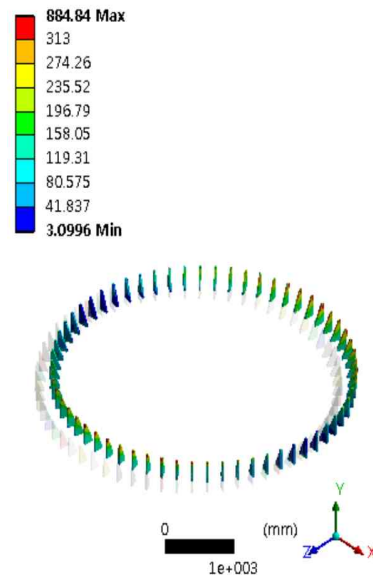 884.84 Max
313
274.26
235.52
196.79
158.05
119.31
80.575
41.837
3.0996 Min
Y
0 (mm)
Z X
1e+003